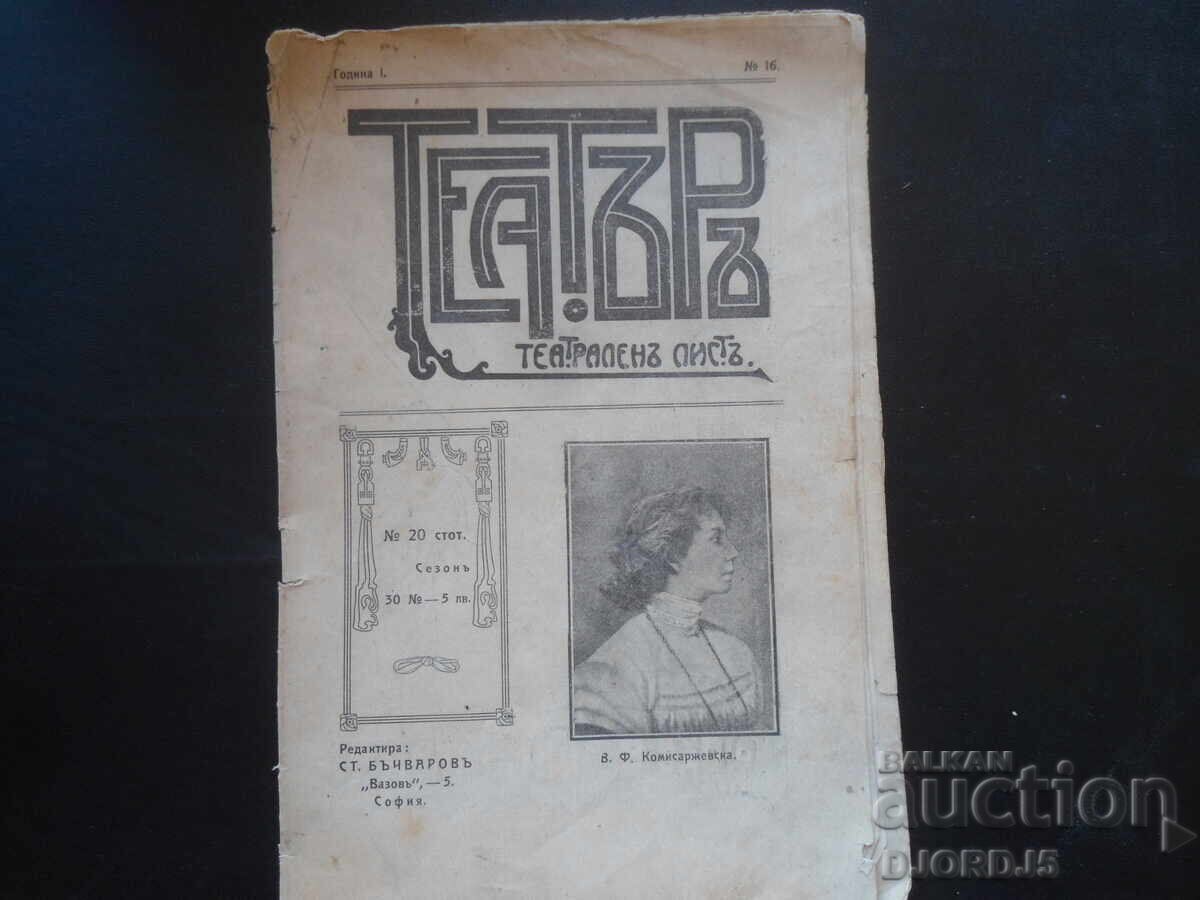 Година I.
№ 16.
ТЕАТЪРЪ
ТЕАТРАЛЕНЪ ЛИСТЪ.
№ 20 стот.
Сезонъ
30 № — 5 лв.
Редактира:
СТ. БЪЧВАРОВЪ
„Вазовъ", — 5.
София.
В. Ф. Комисаржевска.
BALKAN
auction
DJORDJ5